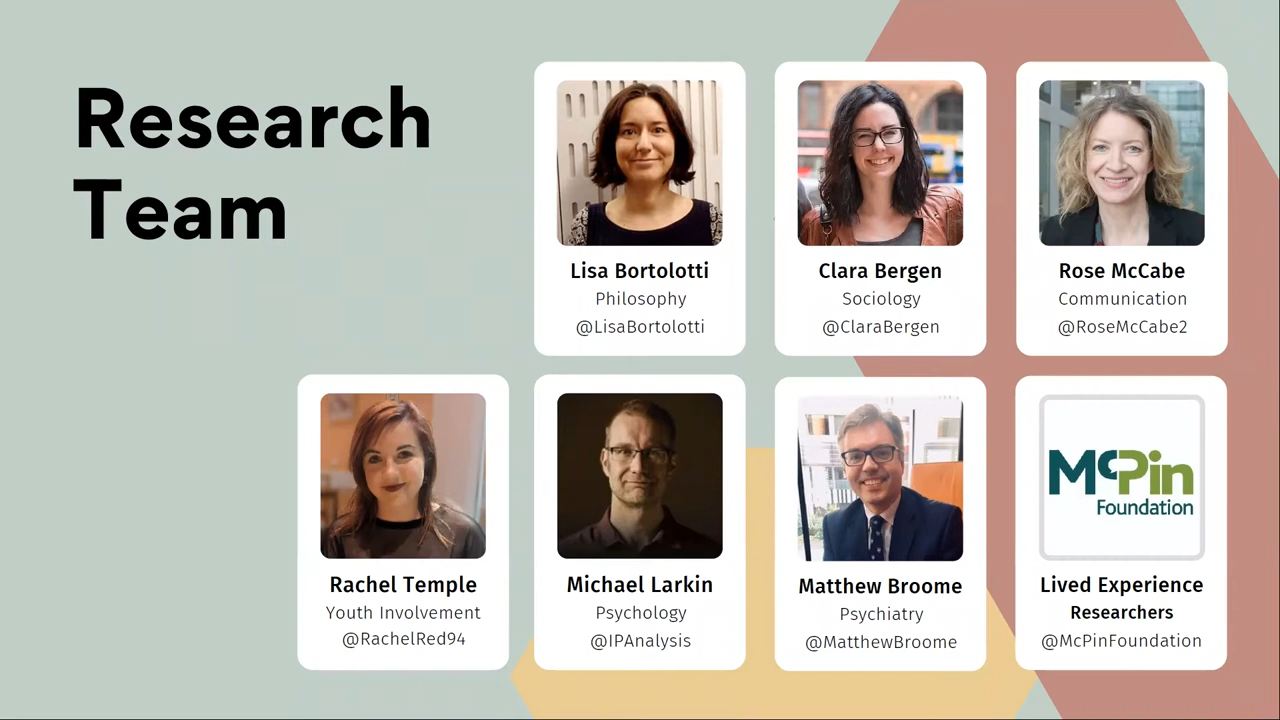 Research
Team
Lisa Bortolotti
Philosophy
@LisaBortolotti
Clara Bergen
Sociology
@ClaraBergen
Rose McCabe
Communication
@RoseMcCabe2
Rachel Temple
Youth Involvement
@RachelRed94
Michael Larkin
Psychology
@IPAnalysis
Matthew Broome
Psychiatry
@MatthewBroome
McPin
Foundation
Lived Experience
Researchers
@McPinFoundation